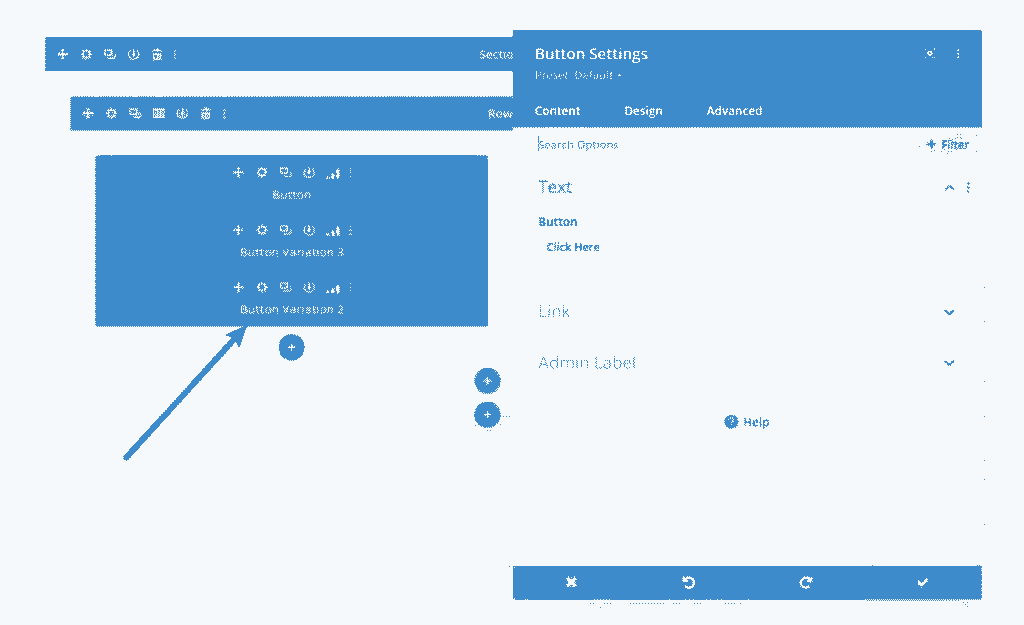 Sectio
Row
Button
Button Variation 3
Button Variation 2
Button Settings
Preset: Default
Content Design Advanced
Search Options
+ Filter
Text
Button
Click Here
Link
Admin Label
? Help